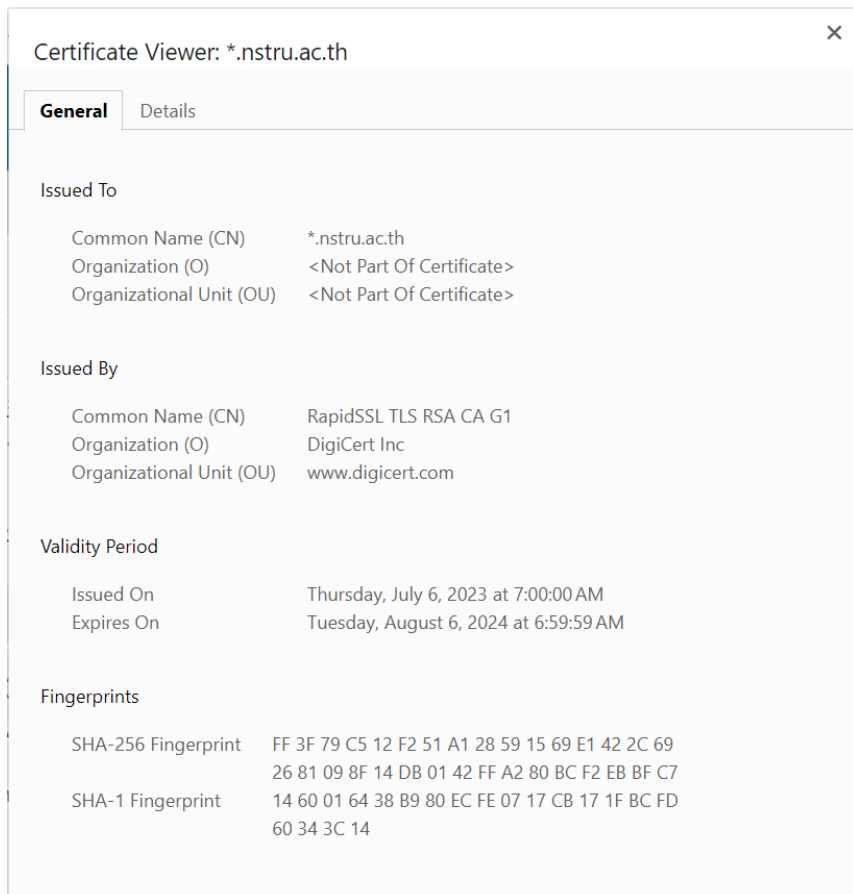 Certificate Viewer: *.nstru.ac.th
General Details
Issued To
Common Name (CN) *.nstru.ac.th
Organization (O) <Not Part Of Certificate>
Organizational Unit (OU) <Not Part Of Certificate>
Issued By
Common Name (CN) RapidSSL TLS RSA CA G1
Organization (O) DigiCert Inc
Organizational Unit (OU) www.digicert.com
Validity Period
Issued On Thursday, July 6, 2023 at 7:00:00 AM
Expires On Tuesday, August 6, 2024 at 6:59:59 AM
Fingerprints
SHA-256 Fingerprint FF 3F 79 C5 12 F2 51 A1 28 59 15 69 E1 42 2C 69
26 81 09 8F 14 DB 01 42 FF A2 80 BC F2 EB BF C7
SHA-1 Fingerprint 14 60 01 64 38 B9 80 EC FE 07 17 CB 17 1F BC FD
60 34 3C 14